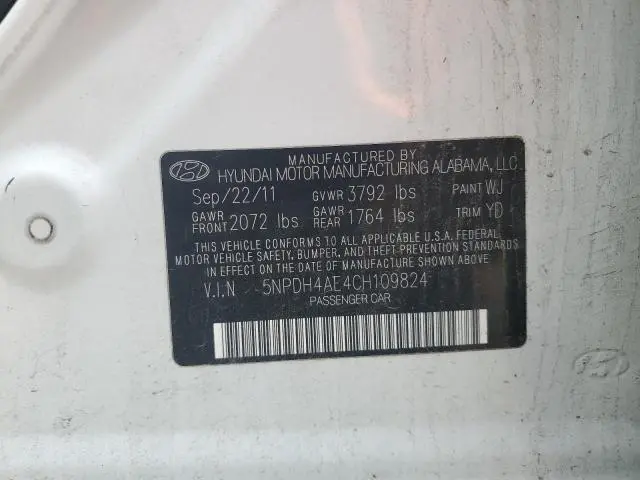 MANUFACTURED BY
HYUNDAI MOTOR MANUFACTURING ALABAMA, LLC
Sep/22/11 GVWR 3792 lbs PAINT WJ
GAWR FRONT 2072 lbs GAWR REAR 1764 lbs TRIM YD
THIS VEHICLE CONFORMS TO ALL APPLICABLE U.S.A. FEDERAL
MOTOR VEHICLE SAFETY, BUMPER, AND THEFT PREVENTION STANDARDS
IN EFFECT ON THE DATE OF MANUFACTURE SHOWN ABOVE
V.I.N 5NPDH4AE4CH109824
PASSENGER CAR